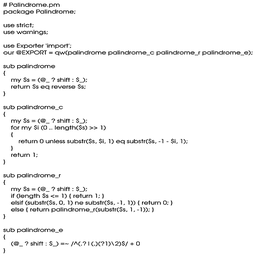 # Palindrome.pm
package Palindrome;
use strict;
use warnings;
use Exporter 'import';
our @EXPORT = qw(palindrome palindrome_c palindrome_r palindrome_e);
sub palindrome
{
my $s = (@_ ? shift : $_);
return $s eq reverse $s;
}
sub palindrome_c
{
my $s = (@_ ? shift : $_);
for my $i (0 .. length($s) >> 1)
{
return 0 unless substr($s, $i, 1) eq substr($s, -1 - $i, 1);
}
return 1;
}
sub palindrome_r
{
my $s = (@_ ? shift : $_);
if (length $s <= 1) { return 1; }
elsif (substr($s, 0, 1) ne substr($s, -1, 1)) { return 0; }
else { return palindrome_r(substr($s, 1, -1)); }
}
sub palindrome_e
{
(@_ ? shift : $_) =~ /^(.?|(.)(?1)\2)$/ + 0
}